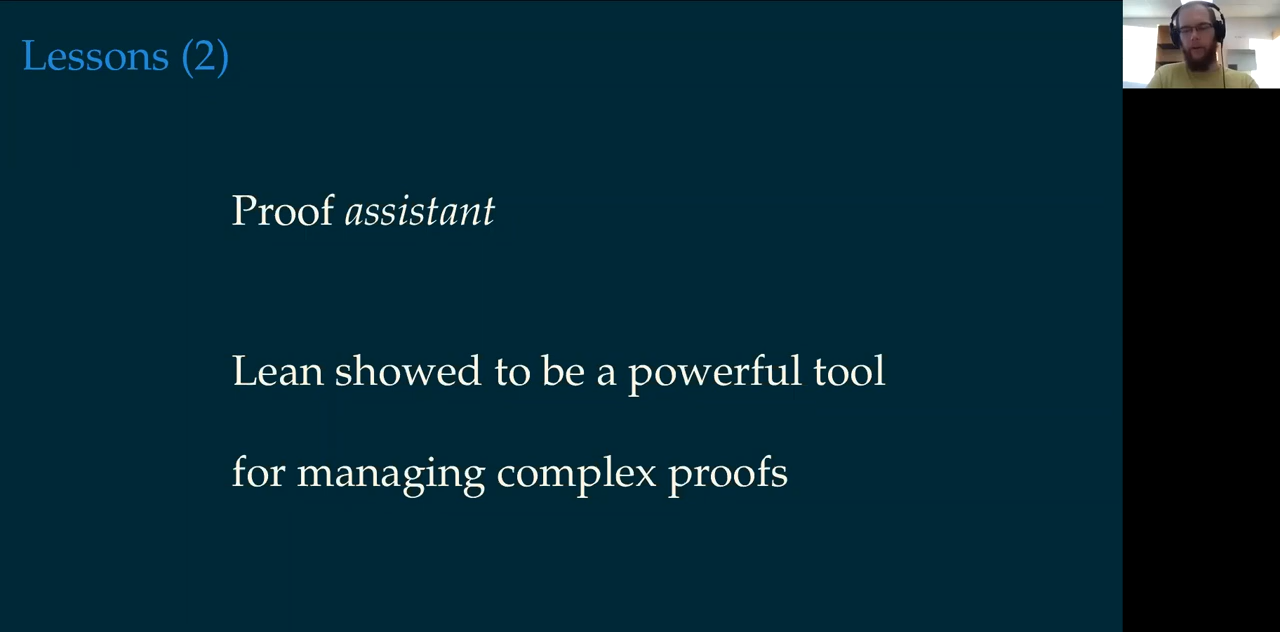 Lessons (2)
Proof assistant
Lean showed to be a powerful tool
for managing complex proofs